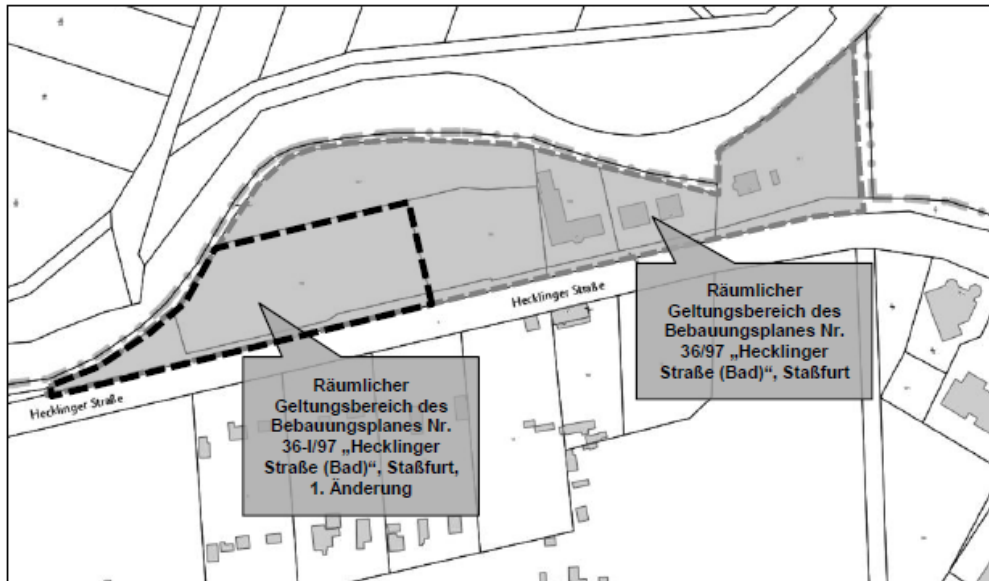 Hecklinger Straße
Räumlicher
Geltungsbereich des
Bebauungsplanes Nr.
36/97 „Hecklinger
Straße (Bad)“, Staßfurt
Hecklinger Straße
Räumlicher
Geltungsbereich des
Bebauungsplanes Nr.
36-I/97 „Hecklinger
Straße (Bad)“, Staßfurt,
1. Änderung